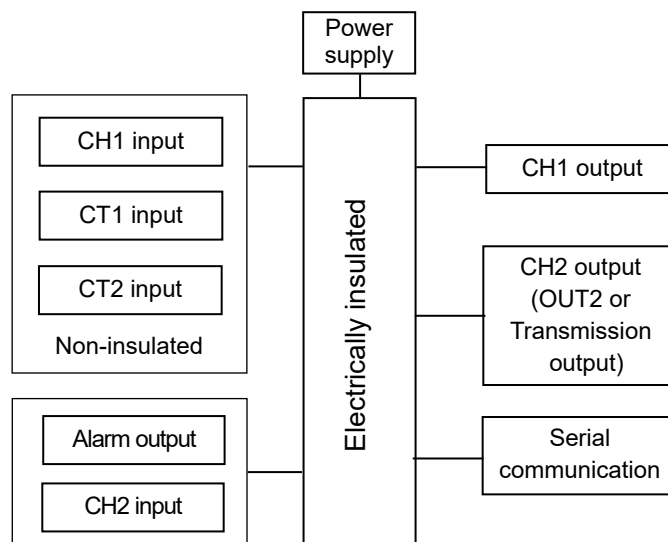 Power
supply
CH1 input
CT1 input
CT2 input
Non-insulated
Alarm output
CH2 input
Electrically insulated
CH1 output
CH2 output
(OUT2 or
Transmission
output)
Serial
communication